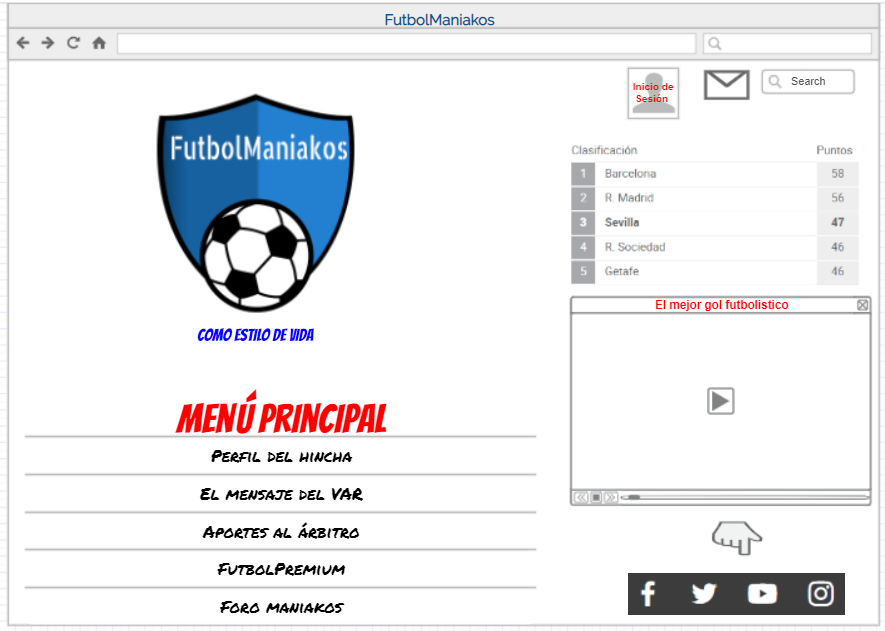 FutbolManiakos
Inicio de
Sesión
Search
FutbolManiakos
COMO ESTILO DE VIDA
Clasificación Puntos
1 Barcelona 58
2 R. Madrid 56
3 Sevilla 47
4 R. Sociedad 46
5 Getafe 46
El mejor gol futbolistico
MENÚ PRINCIPAL
Perfil del hincha
El mensaje del VAR
Aportes al árbitro
FutbolPremium
Foro maniakos